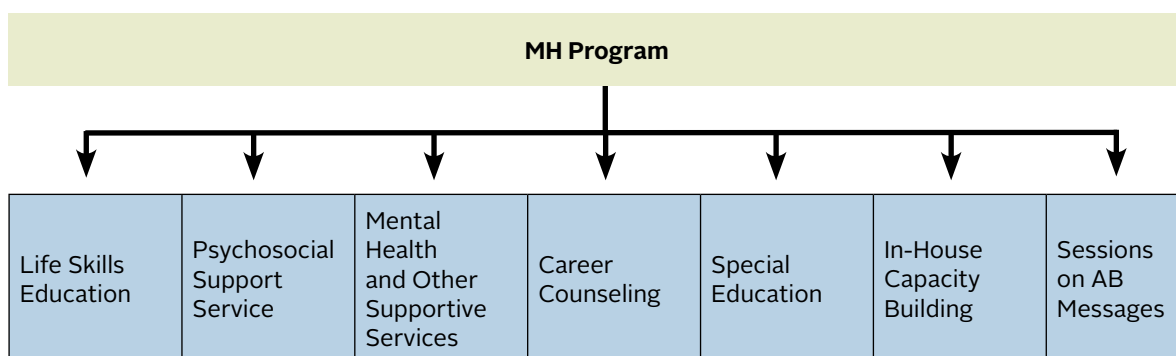 MH Program
Life Skills
Education
Psychosocial
Support
Service
Mental
Health
and Other
Supportive
Services
Career
Counseling
Special
Education
In-House
Capacity
Building
Sessions
on AB
Messages